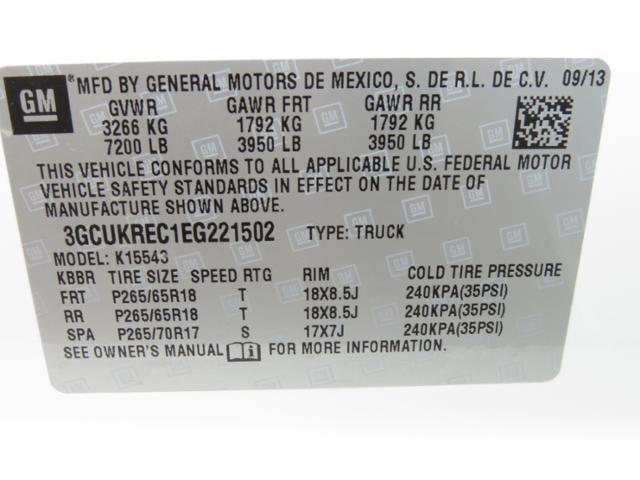 GM ® MFD BY GENERAL MOTORS DE MEXICO, S. DE R.L. DE C.V. 09/13
GVWR GAWR FRT GAWR RR
3266 KG 1792 KG 1792 KG
7200 LB 3950 LB 3950 LB
THIS VEHICLE CONFORMS TO ALL APPLICABLE U.S. FEDERAL MOTOR
VEHICLE SAFETY STANDARDS IN EFFECT ON THE DATE OF
MANUFACTURE SHOWN ABOVE.
3GCUKREC1EG221502 TYPE: TRUCK
MODEL: K15543
KBBR TIRE SIZE SPEED RTG RIM COLD TIRE PRESSURE
FRT P265/65R18 T 18X8.5J 240KPA(35PSI)
RR P265/65R18 T 18X8.5J 240KPA(35PSI)
SPA P265/70R17 S 17X7J 240KPA(35PSI)
SEE OWNER'S MANUAL FOR MORE INFORMATION.